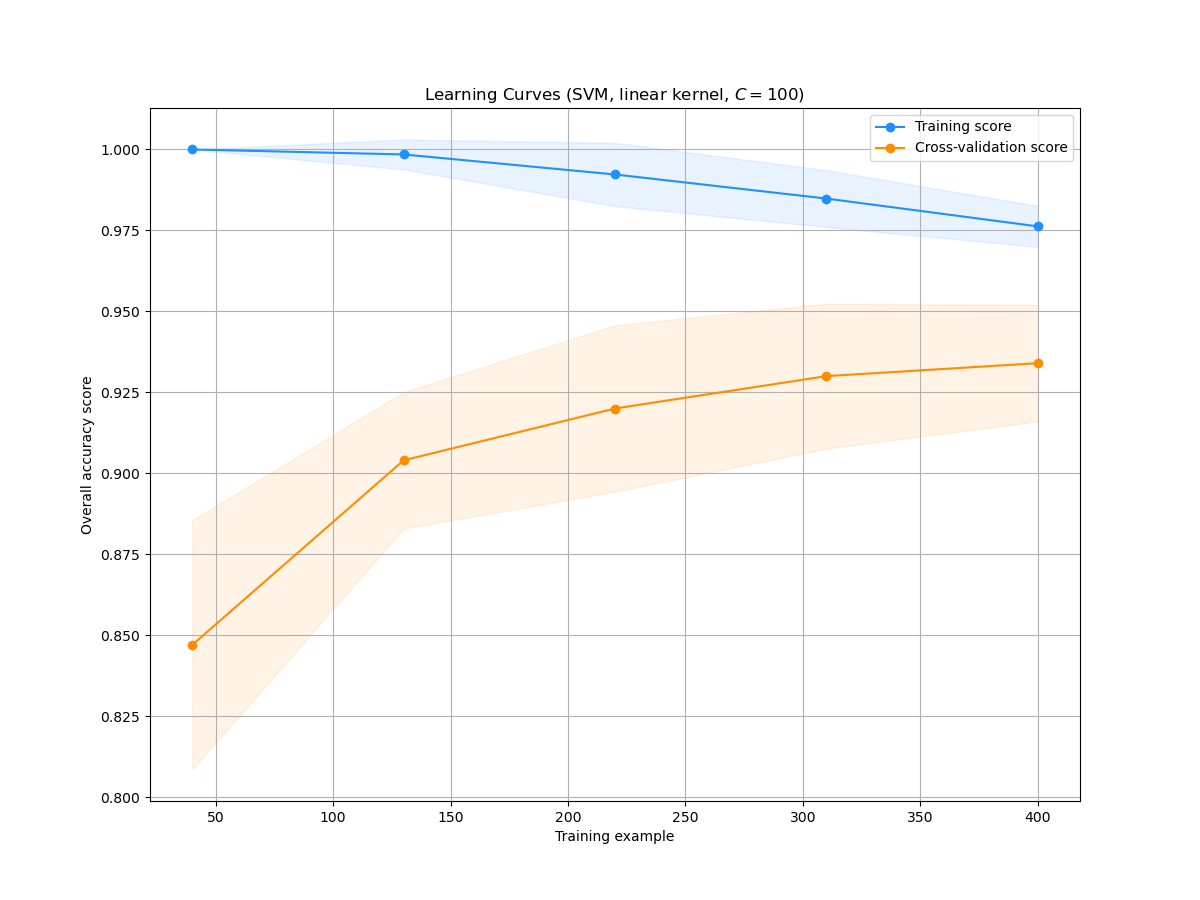 Learning Curves (SVM, linear kernel, C = 100)
Training score
Cross-validation score
Overall accuracy score
1.000
0.975
0.950
0.925
0.900
0.875
0.850
0.825
0.800
50 100 150 200 250 300 350 400
Training example